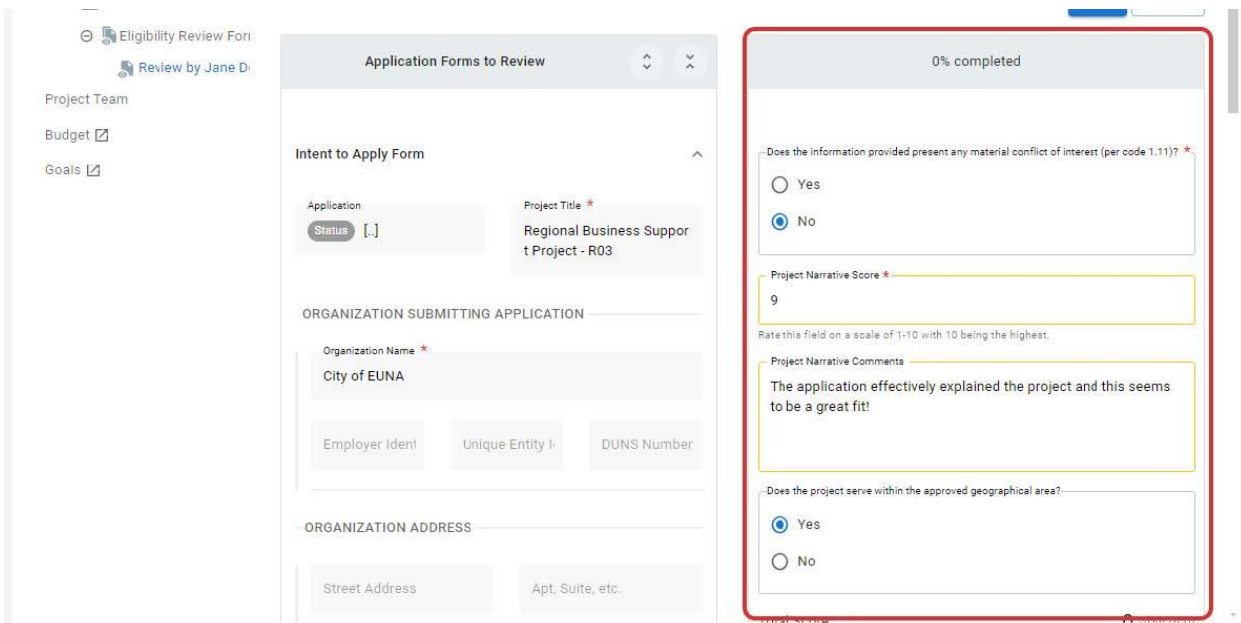 Eligibility Review For
Review by Jane D
Project Team
Budget
Goals
Application Forms to Review
Intent to Apply Form
Application
Status [..]
Project Title *
Regional Business Suppor
t Project - R03
ORGANIZATION SUBMITTING APPLICATION
Organization Name *
City of EUNA
Employer Ident
Unique Entity I
DUNS Number
ORGANIZATION ADDRESS
Street Address
Apt, Suite, etc.
0% completed
Does the information provided present any material conflict of interest (per code 1.11)? *
Yes
No
Project Narrative Score *
9
Rate this field on a scale of 1-10 with 10 being the highest.
Project Narrative Comments
The application effectively explained the project and this seems
to be a great fit!
Does the project serve within the approved geographical area?
Yes
No